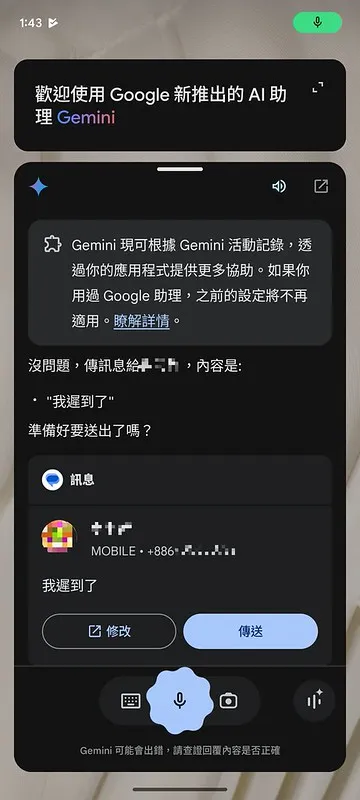 1:43
歡迎使用 Google 新推出的 AI 助
理 Gemini
Gemini 現可根據 Gemini 活動記錄，透
過你的應用程式提供更多協助。如果你
用過 Google 助理，之前的設定將不再
適用。瞭解詳情。
沒問題，傳訊息給 ，內容是:
• "我遲到了"
準備好要送出了嗎？
訊息
MOBILE • +886
我遲到了
修改
傳送
Gemini 可能會出錯，請查證回覆內容是否正確